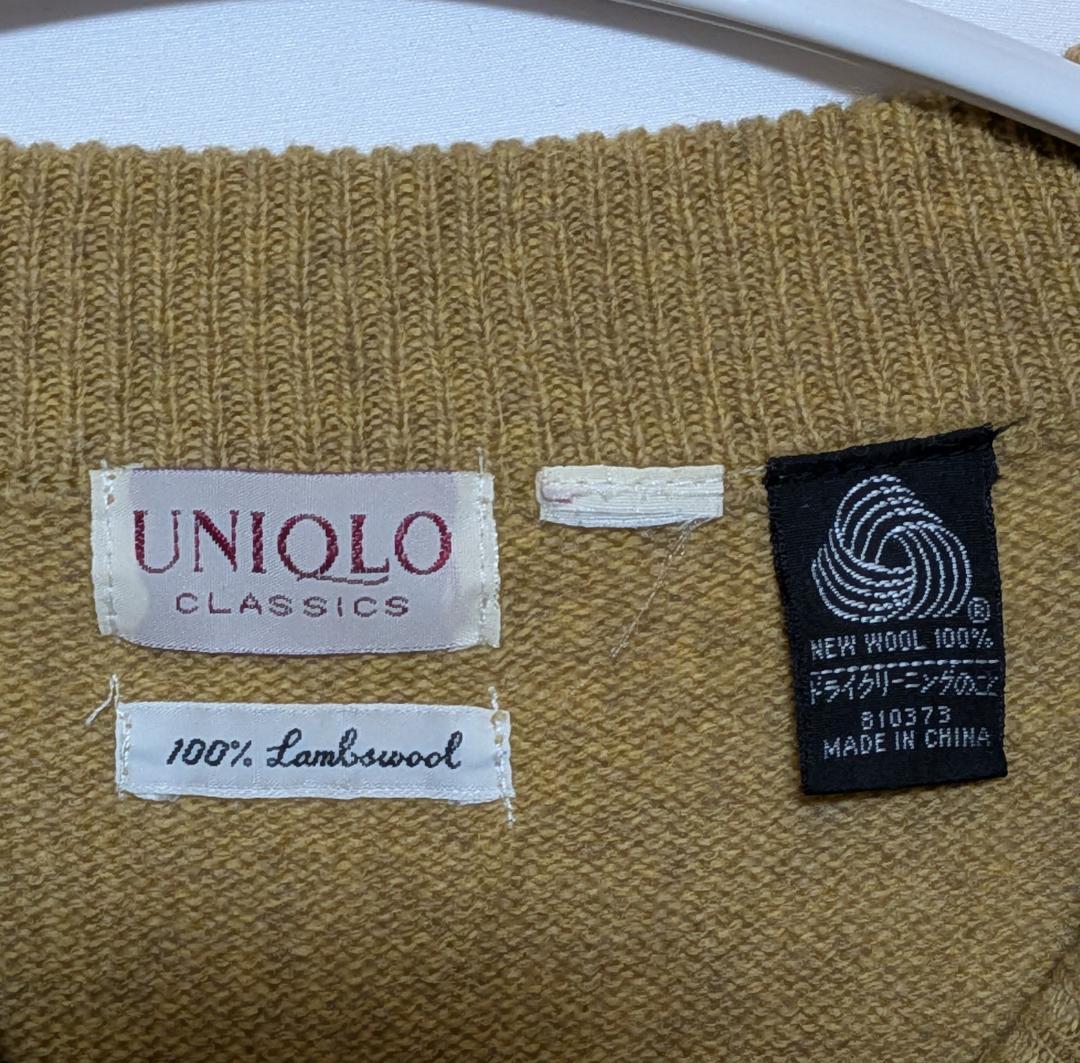 UNIQLO
CLASSICS
100% Lambswool
®
NEW WOOL 100%
ドライクリーニングのこと
810373
MADE IN CHINA